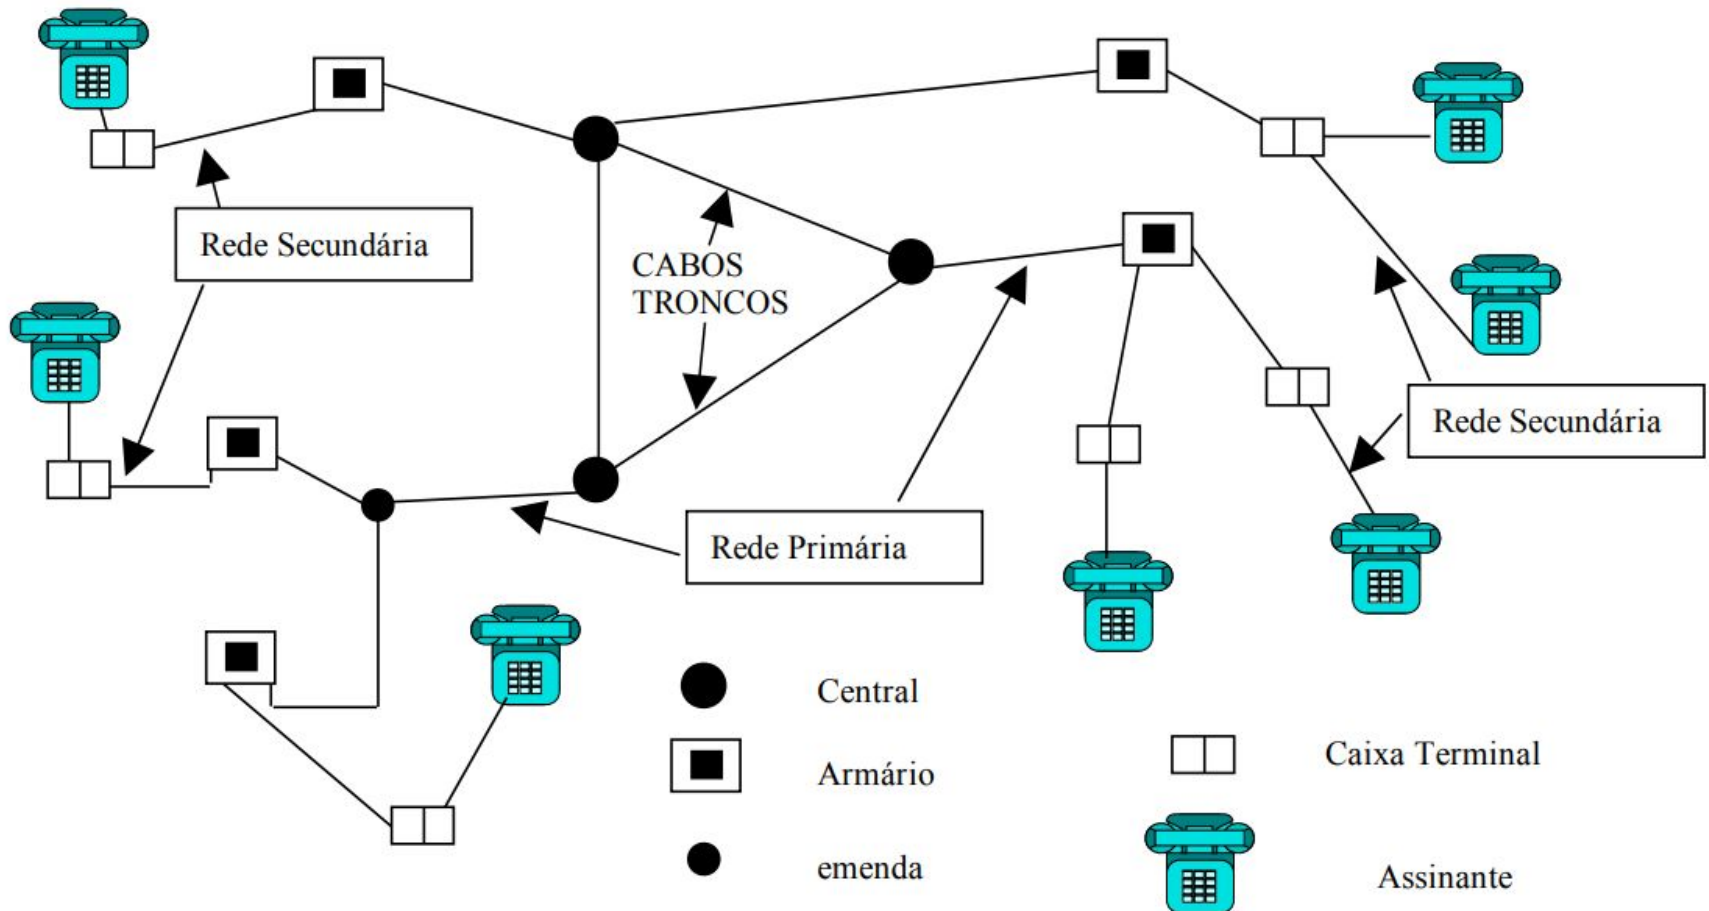 Rede Secundária
CABOS
TRONCOS
Rede Secundária
Rede Primária
Central
Armário
Caixa Terminal
emenda
Assinante